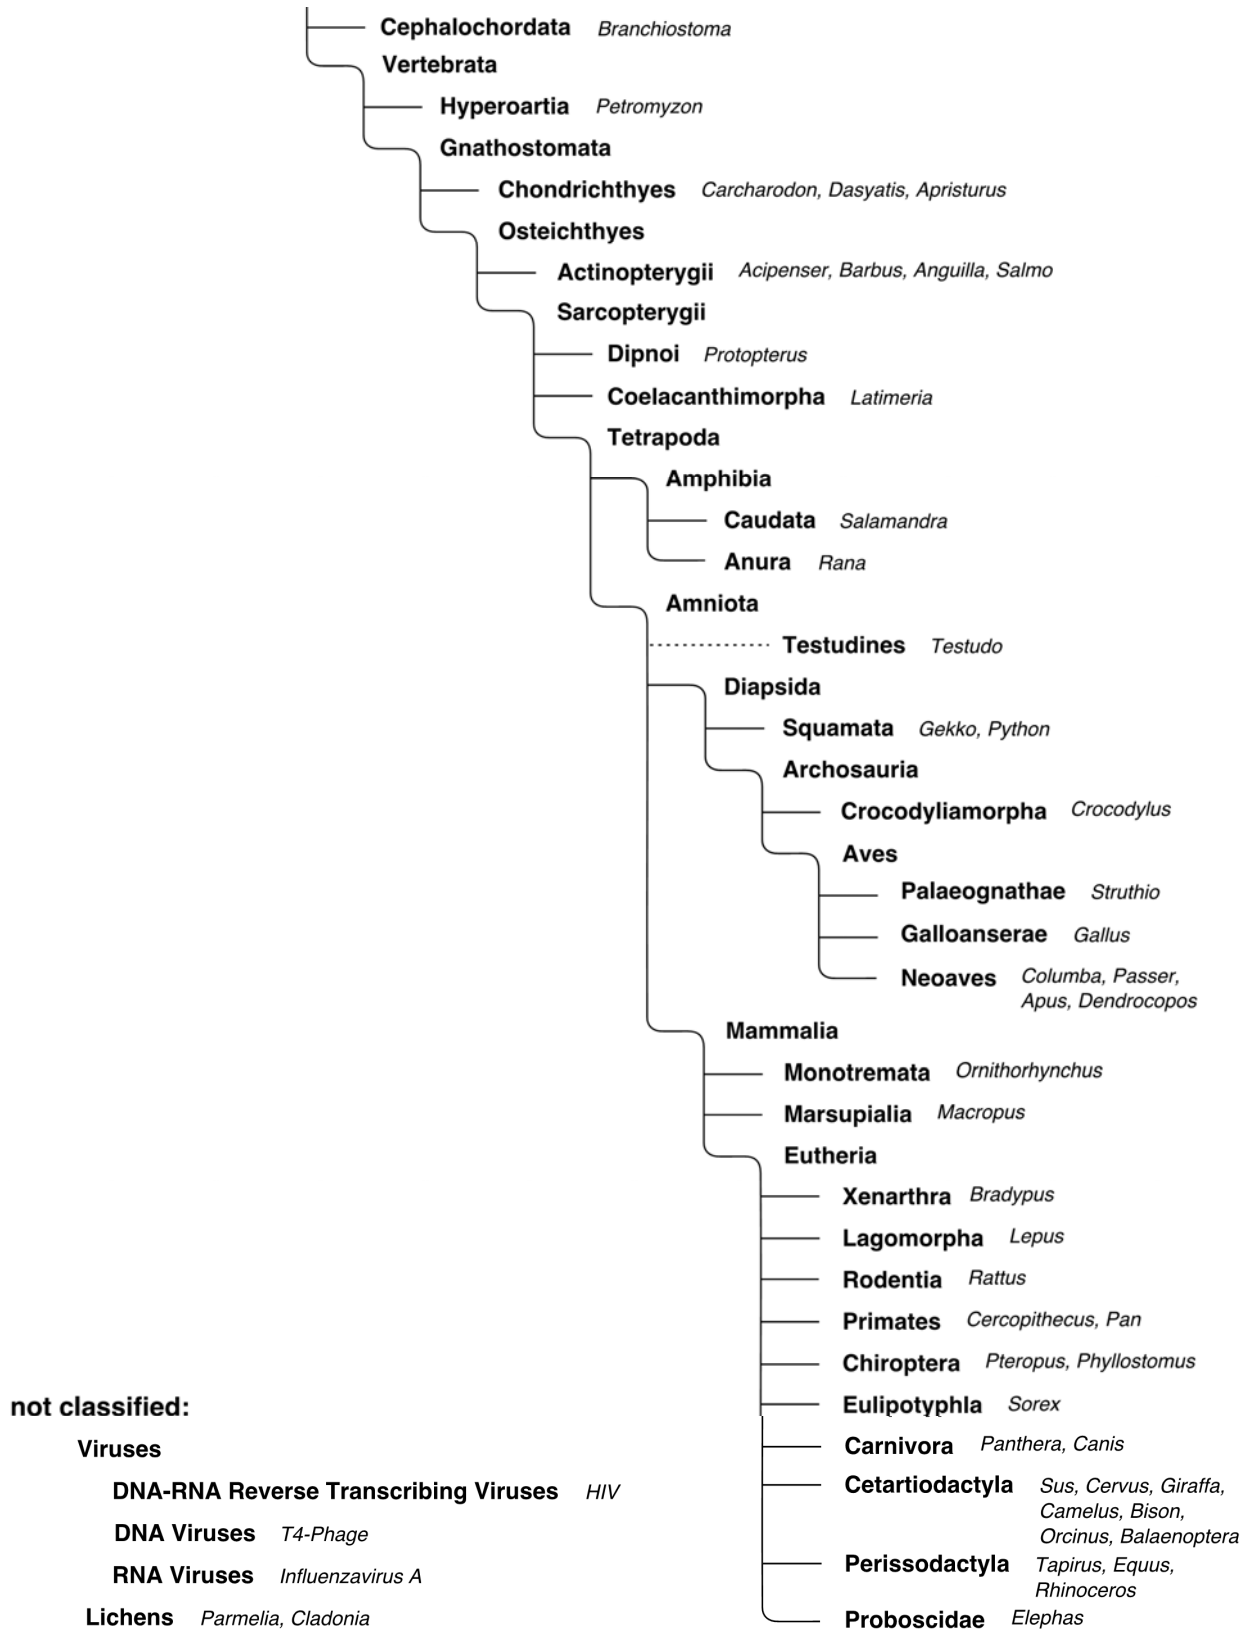 Cephalochordata Branchiostoma
Vertebrata
Hyperoartia Petromyzon
Gnathostomata
Chondrichthyes Carcharodon, Dasyatis, Apristurus
Osteichthyes
Actinopterygii Acipenser, Barbus, Anguilla, Salmo
Sarcopterygii
Dipnoi Protopterus
Coelacanthimorpha Latimeria
Tetrapoda
Amphibia
Caudata Salamandra
Anura Rana
Amniota
Testudines Testudo
Diapsida
Squamata Gekko, Python
Archosauria
Crocodyliamorpha Crocodylus
Aves
Palaeognathae Struthio
Galloanserae Gallus
Neoaves Columba, Passer,
Apus, Dendrocopos
Mammalia
Monotremata Ornithorhynchus
Marsupialia Macropus
Eutheria
Xenarthra Bradypus
Lagomorpha Lepus
Rodentia Rattus
Primates Cercopithecus, Pan
Chiroptera Pteropus, Phyllostomus
Eulipotyphla Sorex
Carnivora Panthera, Canis
Cetartiodactyla Sus, Cervus, Giraffa,
Camelus, Bison,
Orcinus, Balaenoptera
Perissodactyla Tapirus, Equus,
Rhinoceros
Proboscidae Elephas
not classified:
Viruses
DNA-RNA Reverse Transcribing Viruses HIV
DNA Viruses T4-Phage
RNA Viruses Influenzavirus A
Lichens Parmelia, Cladonia